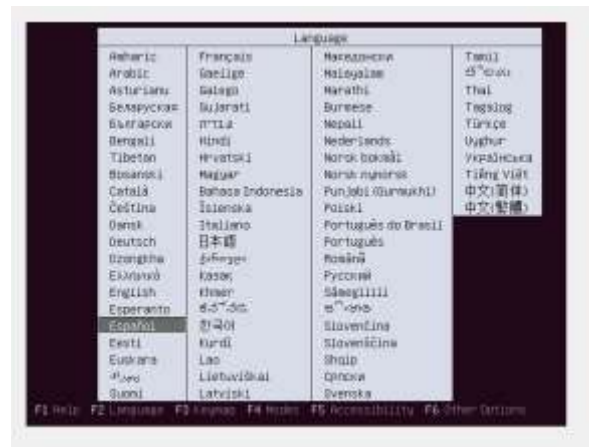 Language
Amharic
Arabic
Asturianu
Беларуская
Български
Bengali
Tibetan
Bosanski
Català
Čeština
Dansk
Deutsch
Dzongkha
Ελληνικά
English
Esperanto
Español
Eesti
Euskara
Suomi
Français
Gaeilge
Galego
Gujarati
עברית
Hindi
Hrvatski
Magyar
Bahasa Indonesia
Íslenska
Italiano
日本語
ქართული
Қазақ
Khmer
ಕನ್ನಡ
한국어
Kurdî
Lao
Lietuviškai
Latviski
Македонски
Malayalam
Marathi
Burmese
Nepali
Nederlands
Norsk bokmål
Norsk nynorsk
Punjabi (Gurmukhi)
Polski
Português do Brasil
Português
Română
Русский
Sámegillii
Slovenčina
Slovenščina
Shqip
Српски
Svenska
Tamil
తెలుగు
Thai
Tagalog
Türkçe
Uyghur
Українська
Tiếng Việt
中文(简体)
中文(繁體)
F1 Help F2 Language F3 Keymap F4 Modes F5 Accessibility F6 Other Options